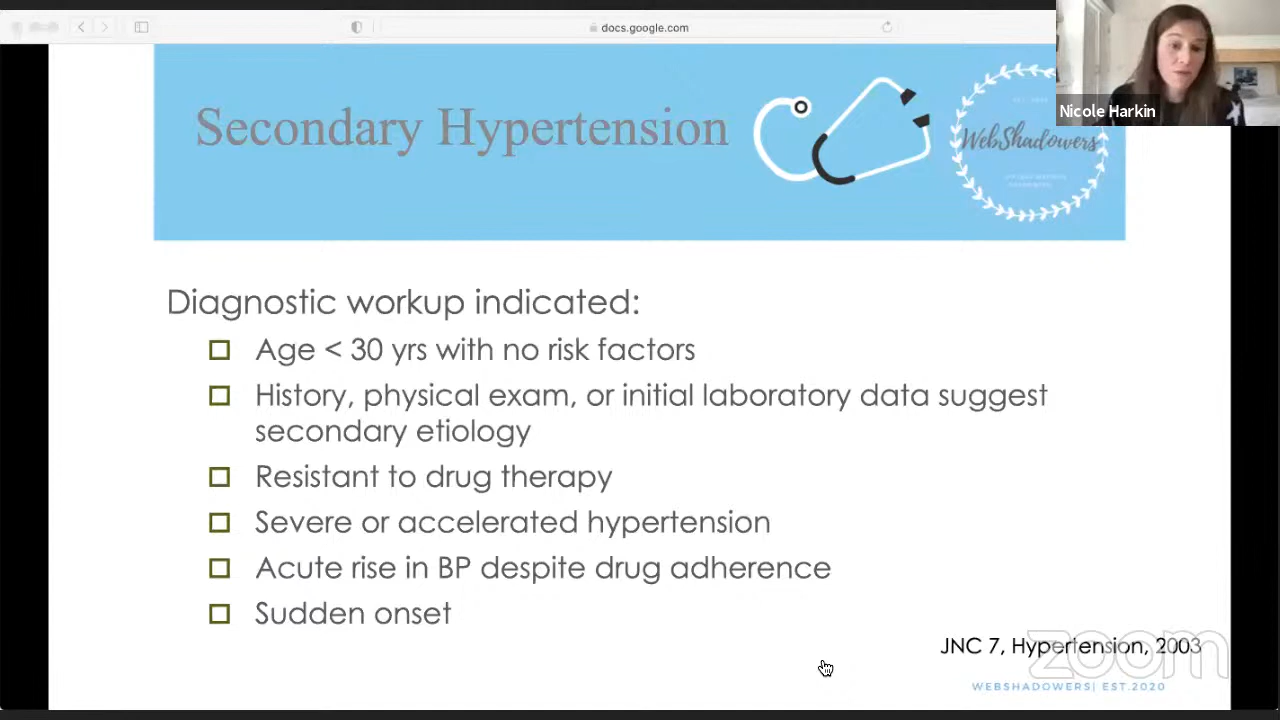 docs.google.com
Nicole Harkin
Secondary Hypertension
WebShadowers
Diagnostic workup indicated:
Age < 30 yrs with no risk factors
History, physical exam, or initial laboratory data suggest
secondary etiology
Resistant to drug therapy
Severe or accelerated hypertension
Acute rise in BP despite drug adherence
Sudden onset
JNC 7, Hypertension, 2003
zoom
WEBSHADOWERS| EST.2020